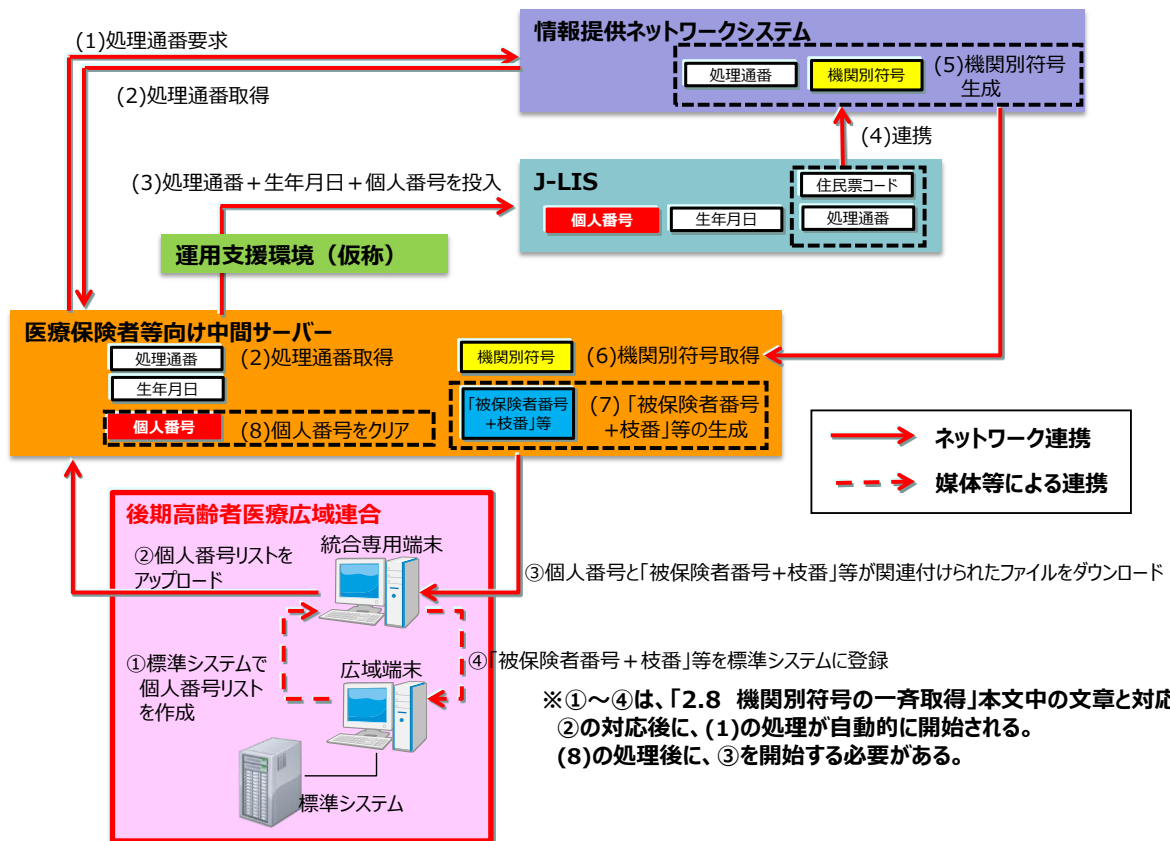 情報提供ネットワークシステム
(1)処理通番要求
処理通番
機関別符号
(5)機関別符号
生成
(2)処理通番取得
(4)連携
(3)処理通番＋生年月日＋個人番号を投入
J-LIS
住民票コード
個人番号
生年月日
処理通番
運用支援環境（仮称）
医療保険者等向け中間サーバー
処理通番
(2)処理通番取得
機関別符号
(6)機関別符号取得
生年月日
「被保険者番号
+枝番」等
(7)「被保険者番号
+枝番」等の生成
個人番号
(8)個人番号をクリア
ネットワーク連携
媒体等による連携
後期高齢者医療広域連合
統合専用端末
②個人番号リストを
アップロード
③個人番号と「被保険者番号+枝番」等が関連付けられたファイルをダウンロード
①標準システムで
個人番号リスト
を作成
広域端末
④「被保険者番号＋枝番」等を標準システムに登録
※①～④は、「2.8 機関別符号の一斉取得」本文中の文章と対応
②の対応後に、(1)の処理が自動的に開始される。
(8)の処理後に、③を開始する必要がある。
標準システム